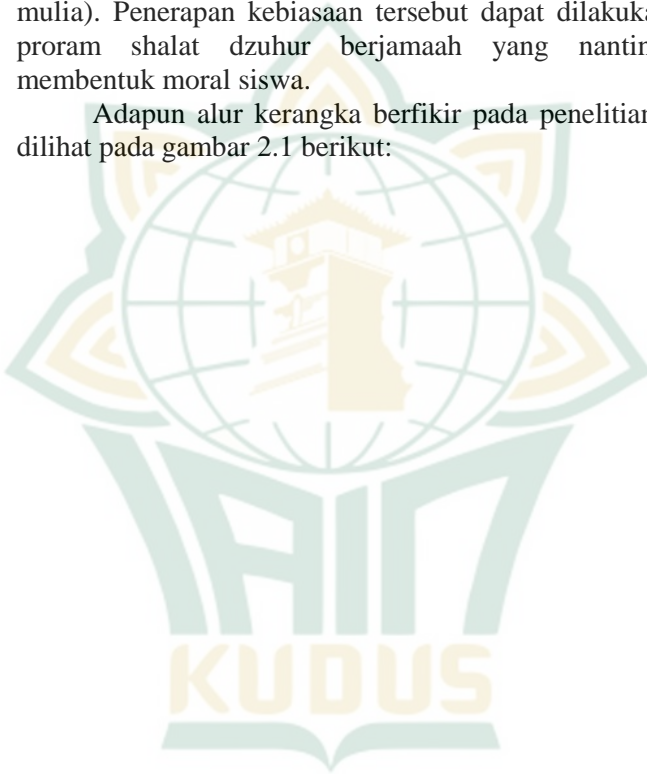 mulia). Penerapan kebiasaan tersebut dapat dilakuka
proram shalat dzuhur berjamaah yang nantin
membentuk moral siswa.
Adapun alur kerangka berfikir pada penelitian
dilihat pada gambar 2.1 berikut:
IAIN
KUDUS